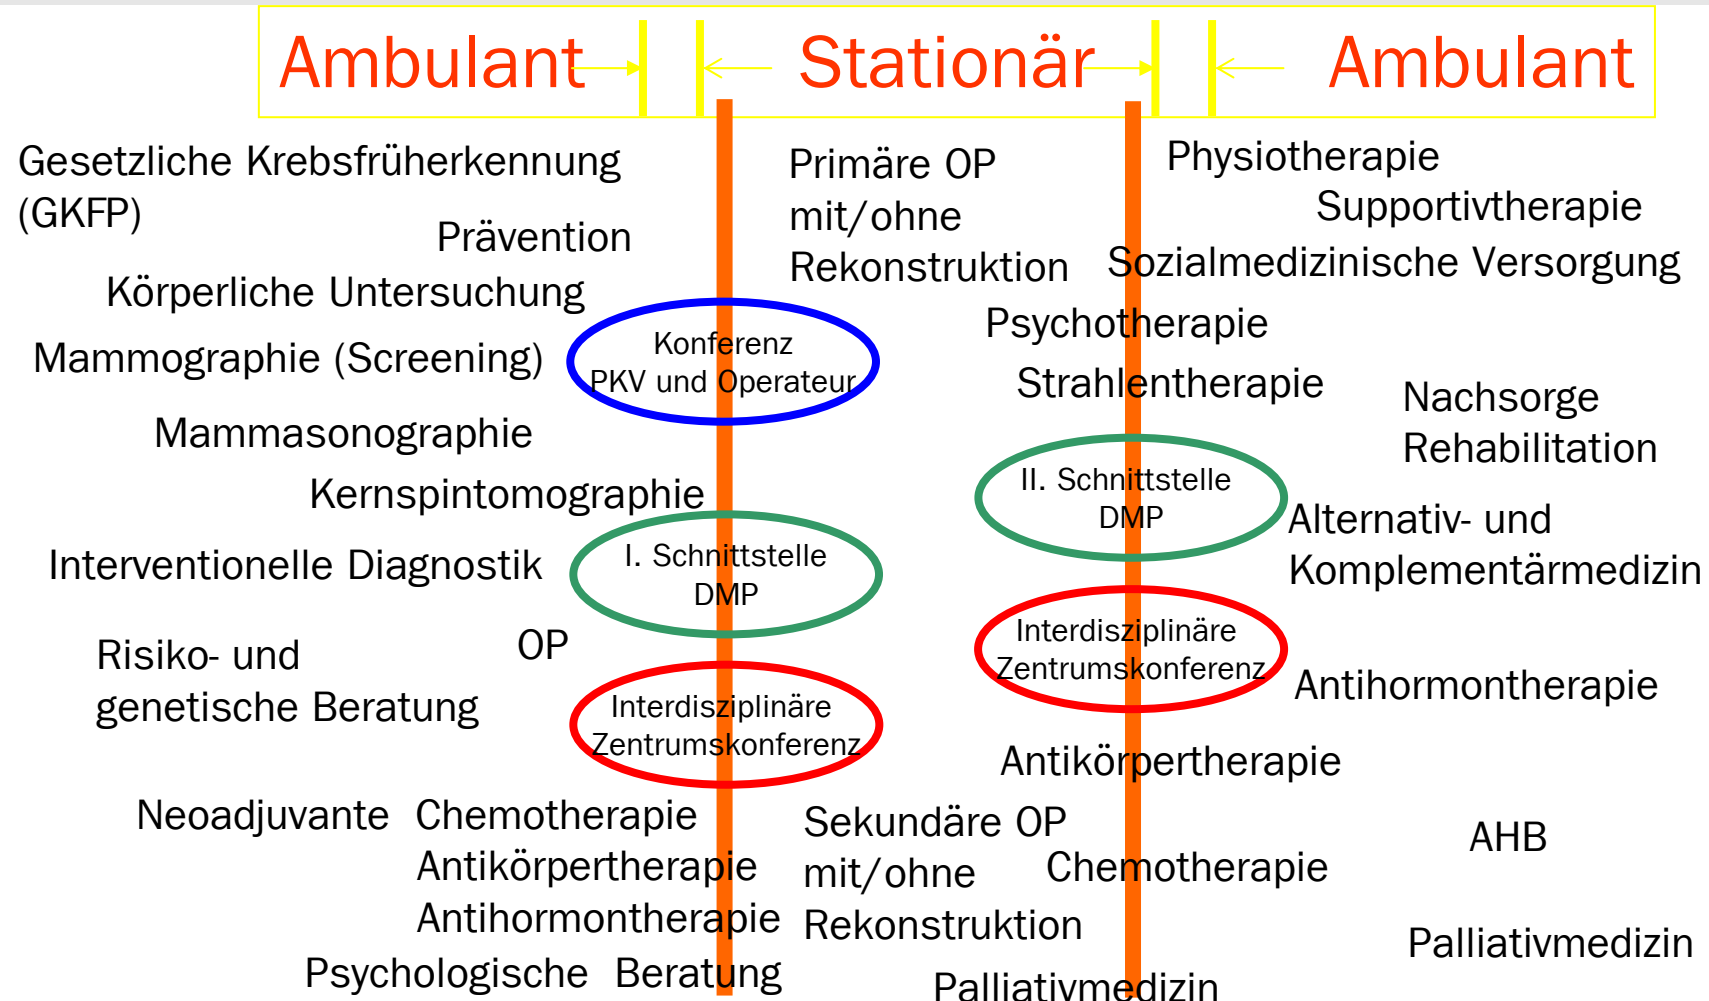 Ambulant
Stationär
Ambulant
Gesetzliche Krebsfrüherkennung
(GKFP)
Prävention
Körperliche Untersuchung
Mammographie (Screening)
Mammasonographie
Kernspintomographie
Interventionelle Diagnostik
OP
Risiko- und
genetische Beratung
Neoadjuvante Chemotherapie
Antikörpertherapie
Antihormontherapie
Psychologische Beratung
Konferenz
PKV und Operateur
I. Schnittstelle
DMP
Interdisziplinäre
Zentrumskonferenz
Primäre OP
mit/ohne
Rekonstruktion
Sekundäre OP
mit/ohne
Rekonstruktion
Physiotherapie
Supportivtherapie
Sozialmedizinische Versorgung
Psychotherapie
Strahlentherapie
Nachsorge
Rehabilitation
II. Schnittstelle
DMP
Alternativ- und
Komplementärmedizin
Interdisziplinäre
Zentrumskonferenz
Antihormontherapie
Antikörpertherapie
AHB
Chemotherapie
Palliativmedizin
Palliativmedizin